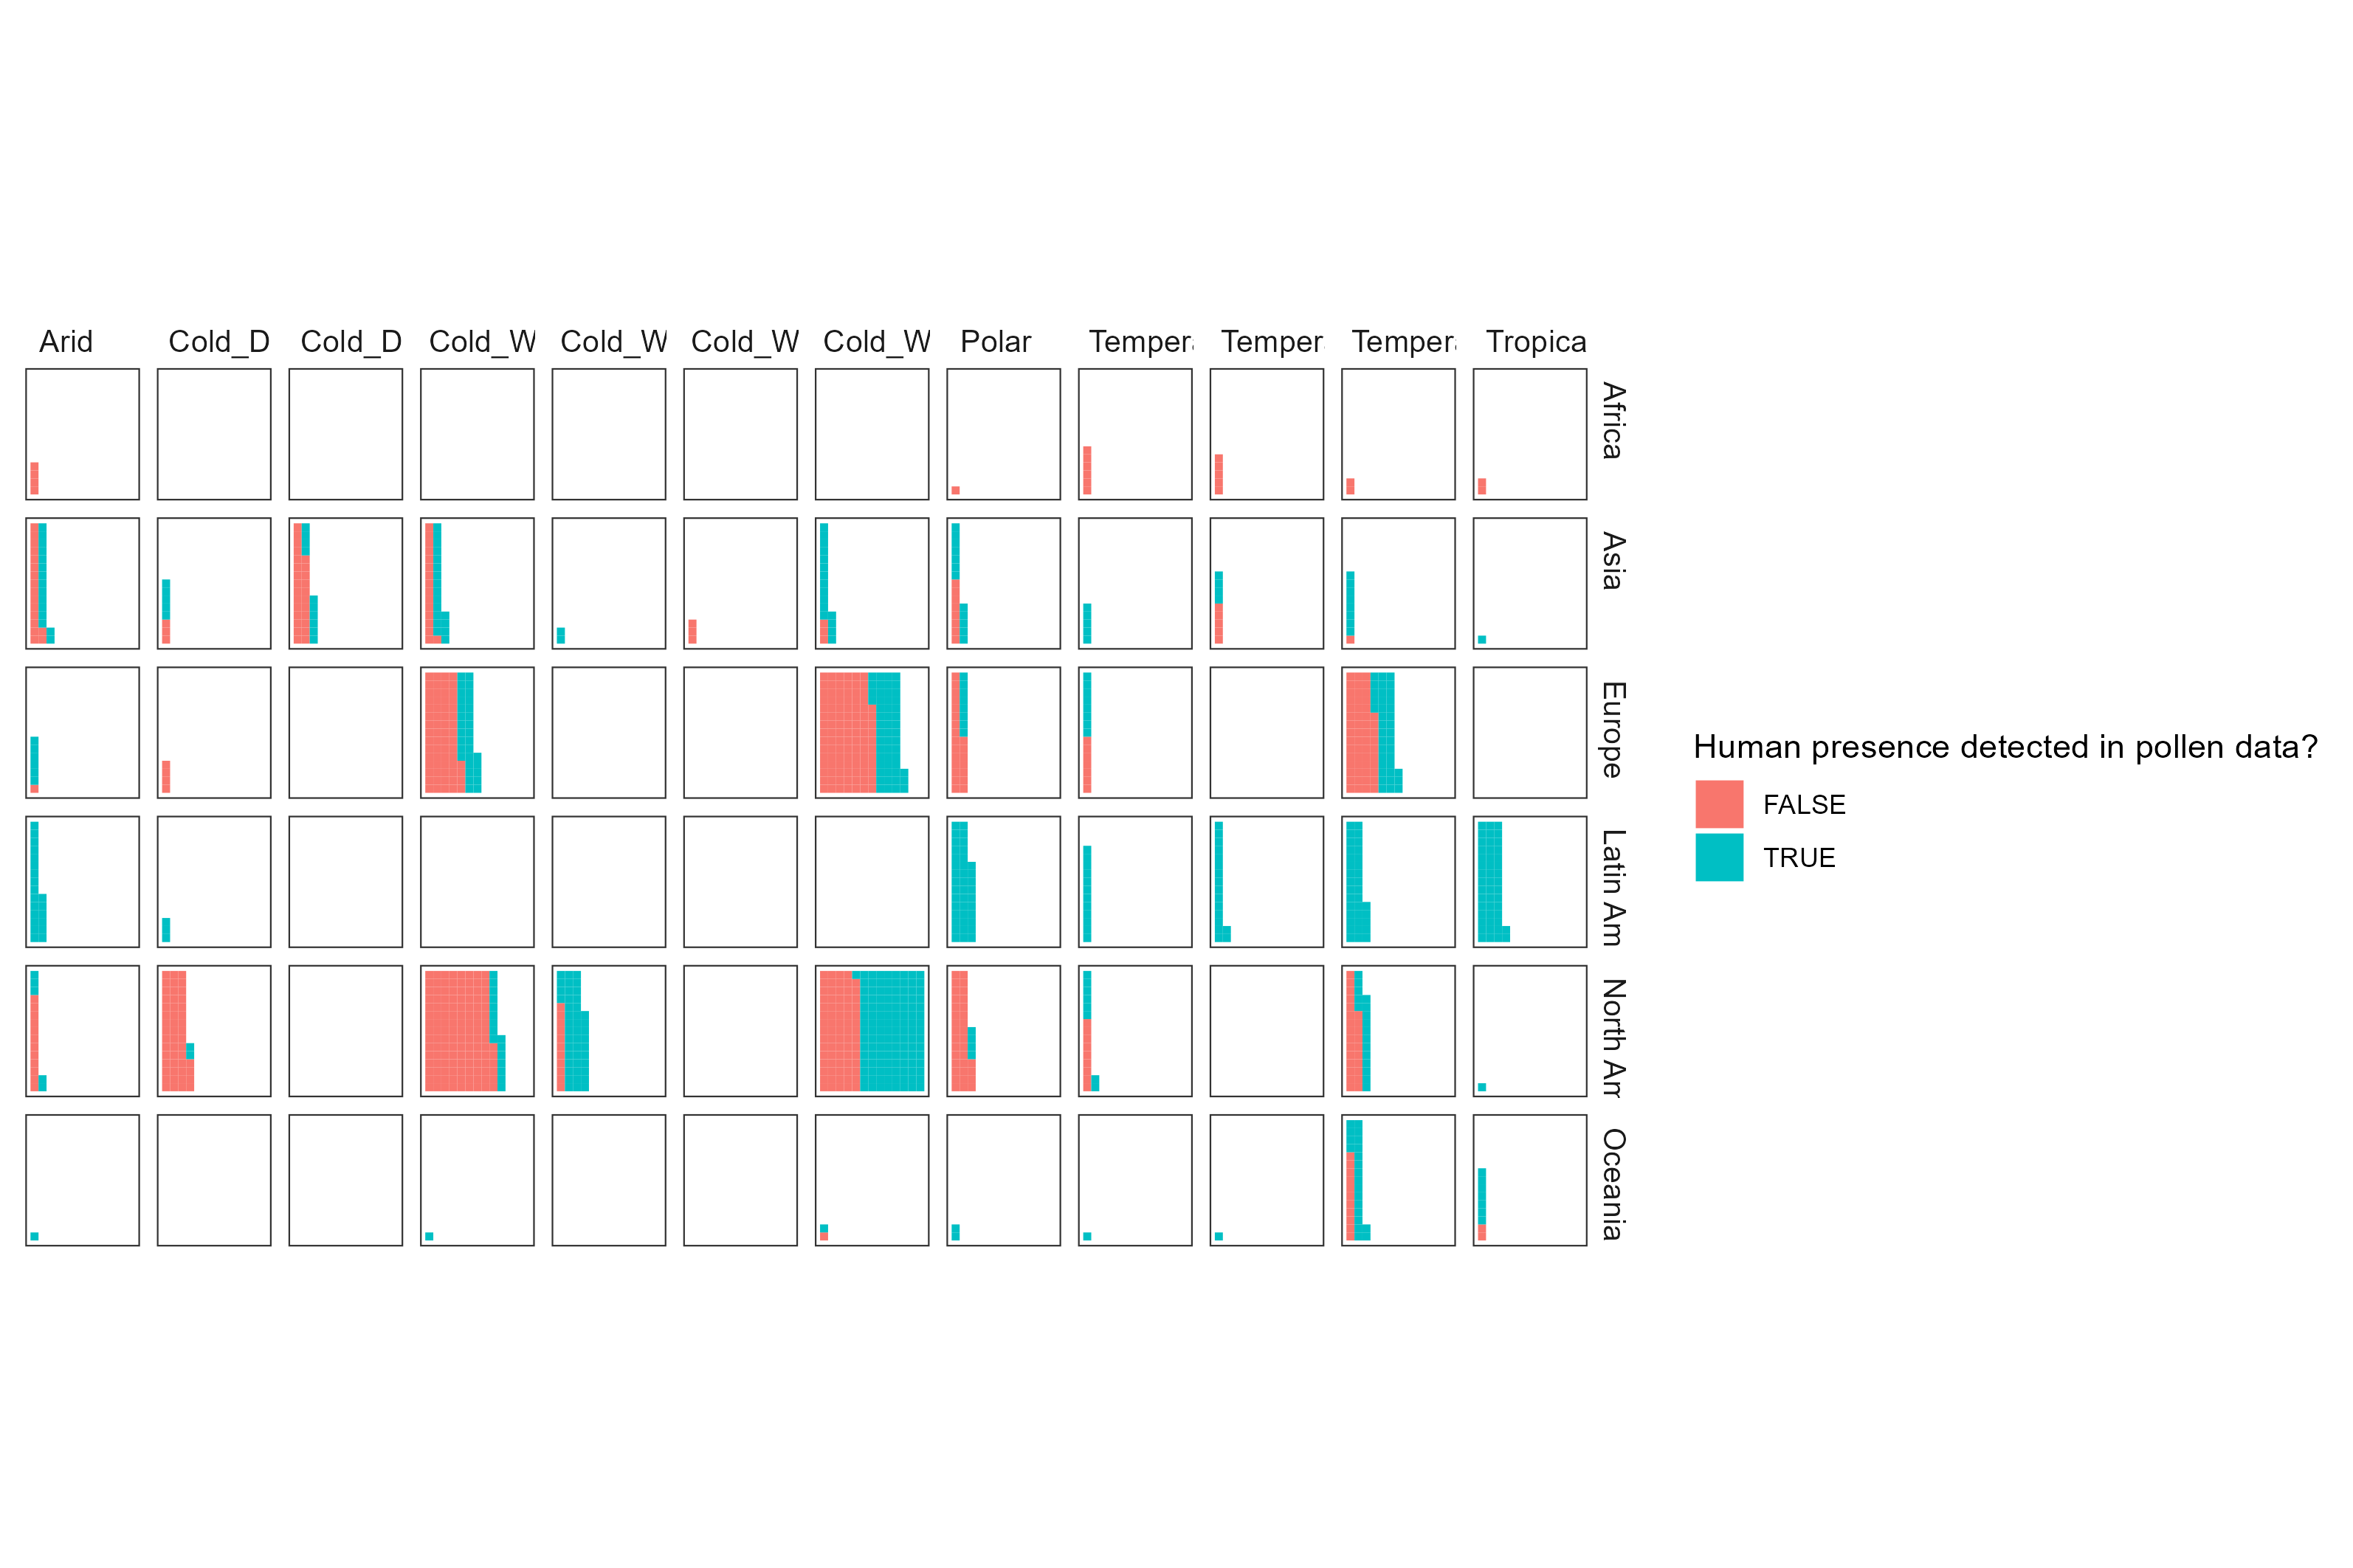 Arid Cold_D Cold_D Cold_W Cold_W Cold_W Cold_W Polar Temper Temper Temper Tropica
Africa
Asia
Europe
Latin Am
North Am
Oceania
Human presence detected in pollen data?
FALSE
TRUE